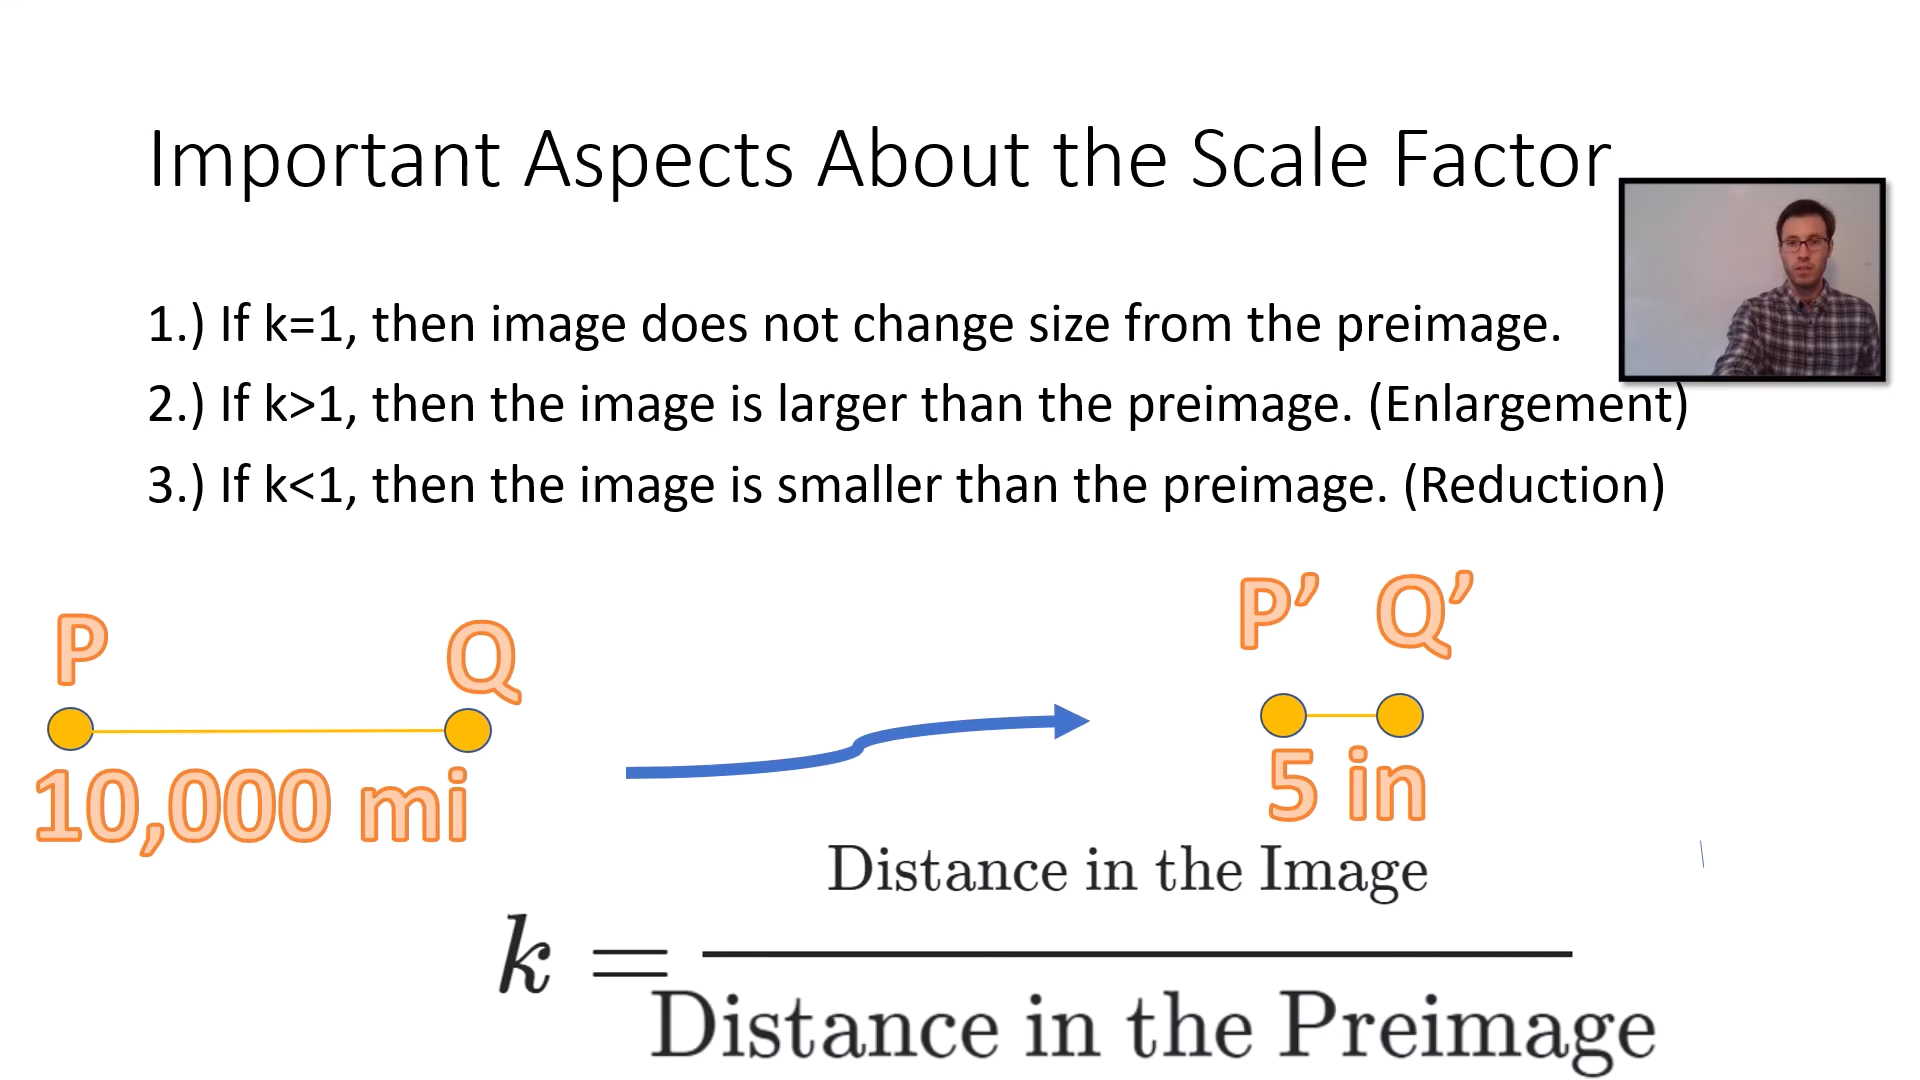 Important Aspects About the Scale Factor
1.) If k=1, then image does not change size from the preimage.
2.) If k>1, then the image is larger than the preimage. (Enlargement)
3.) If k<1, then the image is smaller than the preimage. (Reduction)
P Q
P’ Q’
10,000 mi
5 in
Distance in the Image
k =
Distance in the Preimage